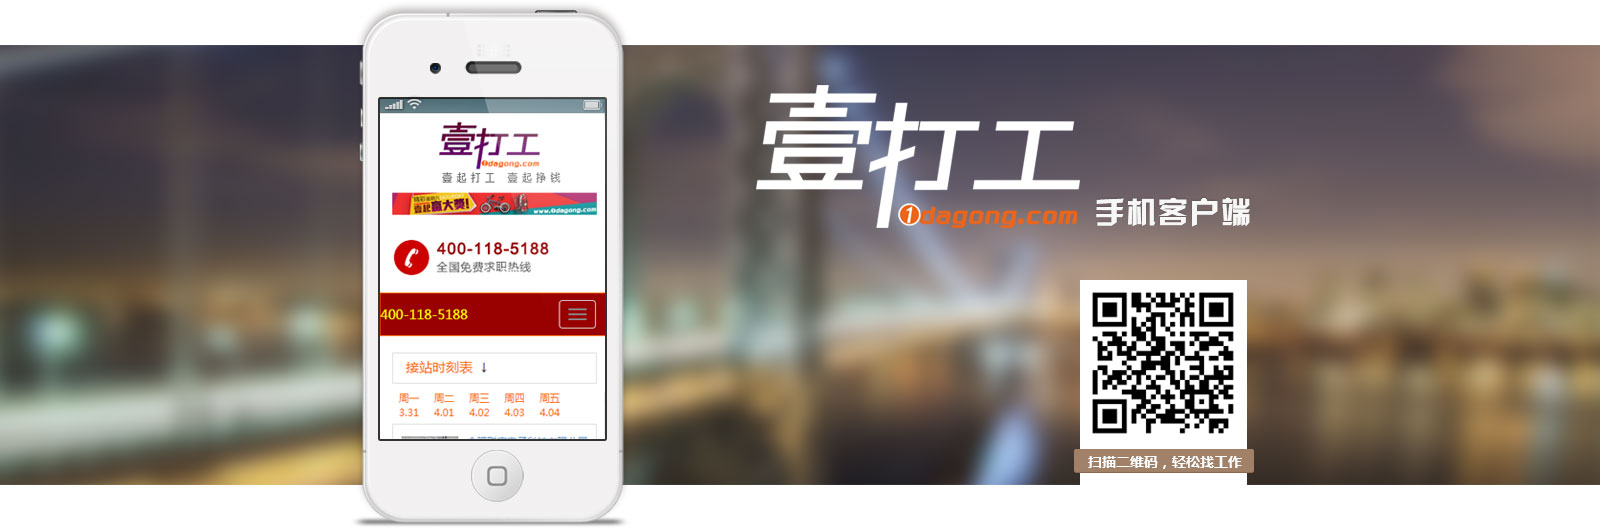 壹打工
1dagong.com
壹起打工 壹起挣钱
壹起赢大奖!
www.1dagong.com
400-118-5188
全国免费求职热线
400-118-5188
接站时刻表 ↓
周一 周二 周三 周四 周五
3.31 4.01 4.02 4.03 4.04
壹打工
1dagong.com 手机客户端
扫描二维码，轻松找工作